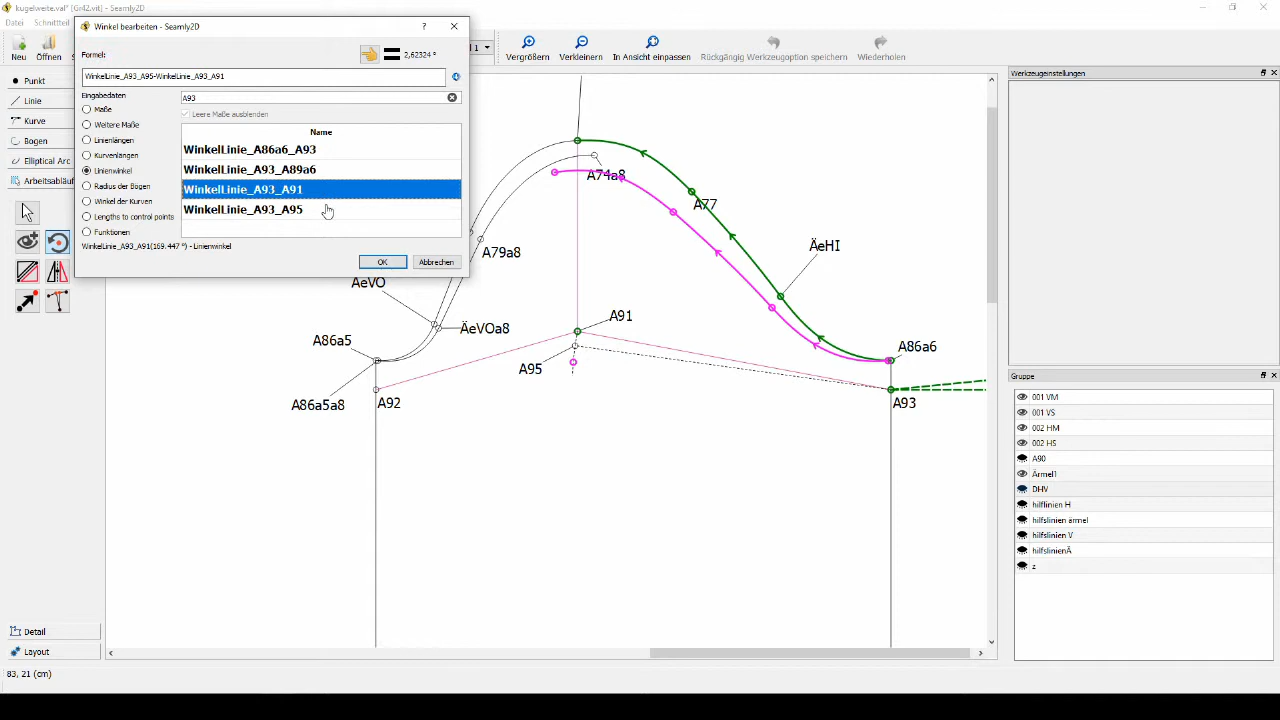 kugelweite.val* [Gr42.vit] - Seamly2D
Datei
Winkel bearbeiten - Seamly2D
?
Neu
Öffnen
1
Vergrößern
Verkleinern
In Ansicht einpassen
Rückgängig Werkzeugoption speichern
Wiederholen
Formel:
2,62324 °
WinkelLinie_A93_A95-WinkelLinie_A93_A91
Eingabedaten
A93
Maße
Leere Maße ausblenden
Weitere Maße
Linienlängen
Kurvenlängen
Linienwinkel
Radius der Bögen
Winkel der Kurven
Lengths to control points
Funktionen
Name
WinkelLinie_A86a6_A93
WinkelLinie_A93_A89a6
WinkelLinie_A93_A91
WinkelLinie_A93_A95
WinkelLinie_A93_A91(169.447 °) - Linienwinkel
OK
Abbrechen
Punkt
Linie
Kurve
Bogen
Elliptical Arc
Arbeitsabläu
Detail
Layout
83, 21 (cm)
A74a8
A77
ÄeHI
A79a8
AeVO
ÄeVOa8
A91
A86a5
A86a6
A95
A86a5a8
A92
A93
Werkzeugeinstellungen
Gruppe
001 VM
001 VS
002 HM
002 HS
A90
Ärmel1
DHV
hilflinien H
hilfslinien ärmel
hilfslinien V
hilfslinienÄ
z